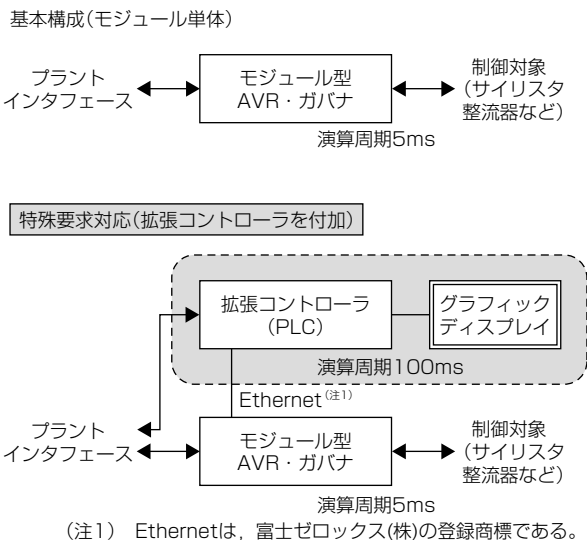 基本構成(モジュール単体)
プラント
インタフェース
モジュール型
AVR・ガバナ
制御対象
(サイリスタ
整流器など)
演算周期5ms
特殊要求対応(拡張コントローラを付加)
拡張コントローラ
(PLC)
グラフィック
ディスプレイ
演算周期100ms
Ethernet(注1)
プラント
インタフェース
モジュール型
AVR・ガバナ
制御対象
(サイリスタ
整流器など)
演算周期5ms
(注1) Ethernetは，富士ゼロックス(株)の登録商標である。